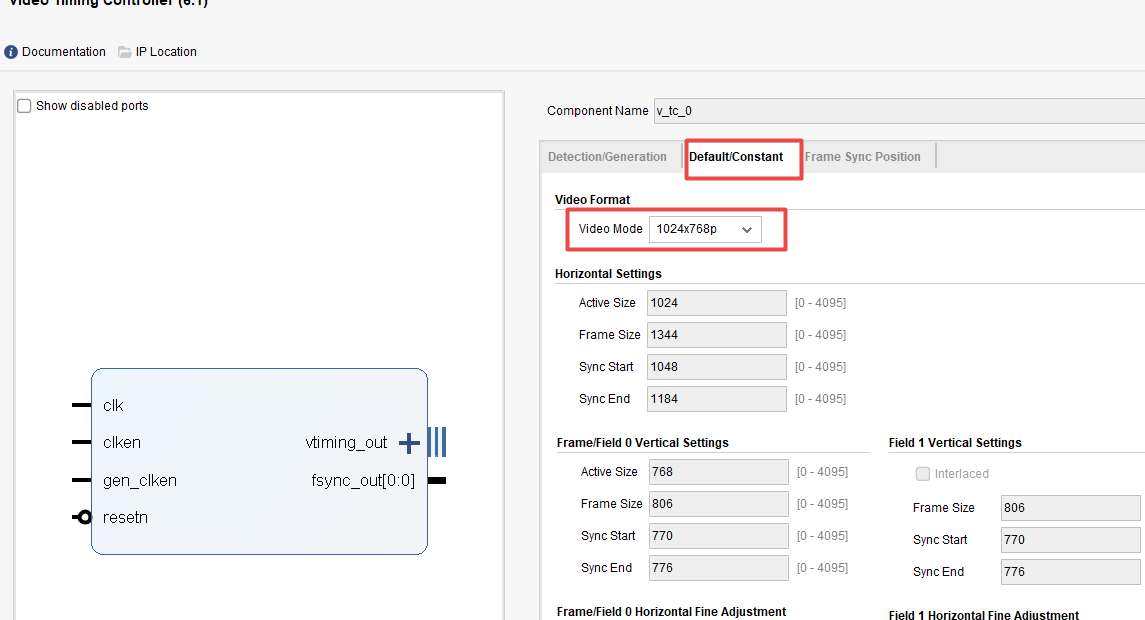 Video Timing Controller (6.1)
Documentation IP Location
Show disabled ports
clk
clken
gen_clken
resetn
vtiming_out
fsync_out[0:0]
Component Name v_tc_0
Detection/Generation Default/Constant Frame Sync Position
Video Format
Video Mode 1024x768p
Horizontal Settings
Active Size 1024 [0 - 4095]
Frame Size 1344 [0 - 4095]
Sync Start 1048 [0 - 4095]
Sync End 1184 [0 - 4095]
Frame/Field 0 Vertical Settings
Active Size 768 [0 - 4095]
Frame Size 806 [0 - 4095]
Sync Start 770 [0 - 4095]
Sync End 776 [0 - 4095]
Field 1 Vertical Settings
Interlaced
Frame Size 806
Sync Start 770
Sync End 776
Frame/Field 0 Horizontal Fine Adjustment
Field 1 Horizontal Fine Adjustment